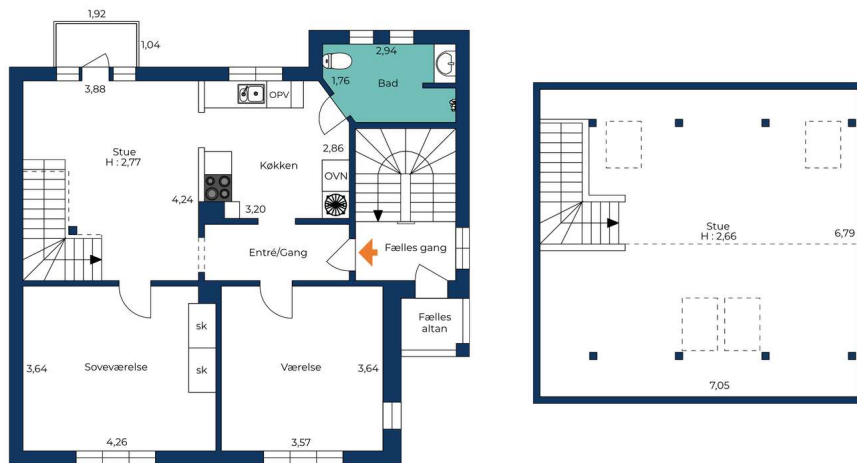 1,92
1,04
3,88
2,94
1,76
Bad
OPV
Stue
H : 2,77
Køkken
2,86
OVN
4,24
3,20
Entré/Gang
Fælles gang
Fælles
altan
sk
sk
3,64
Soveværelse
Værelse
3,64
4,26
3,57
Stue
H : 2,66
6,79
7,05